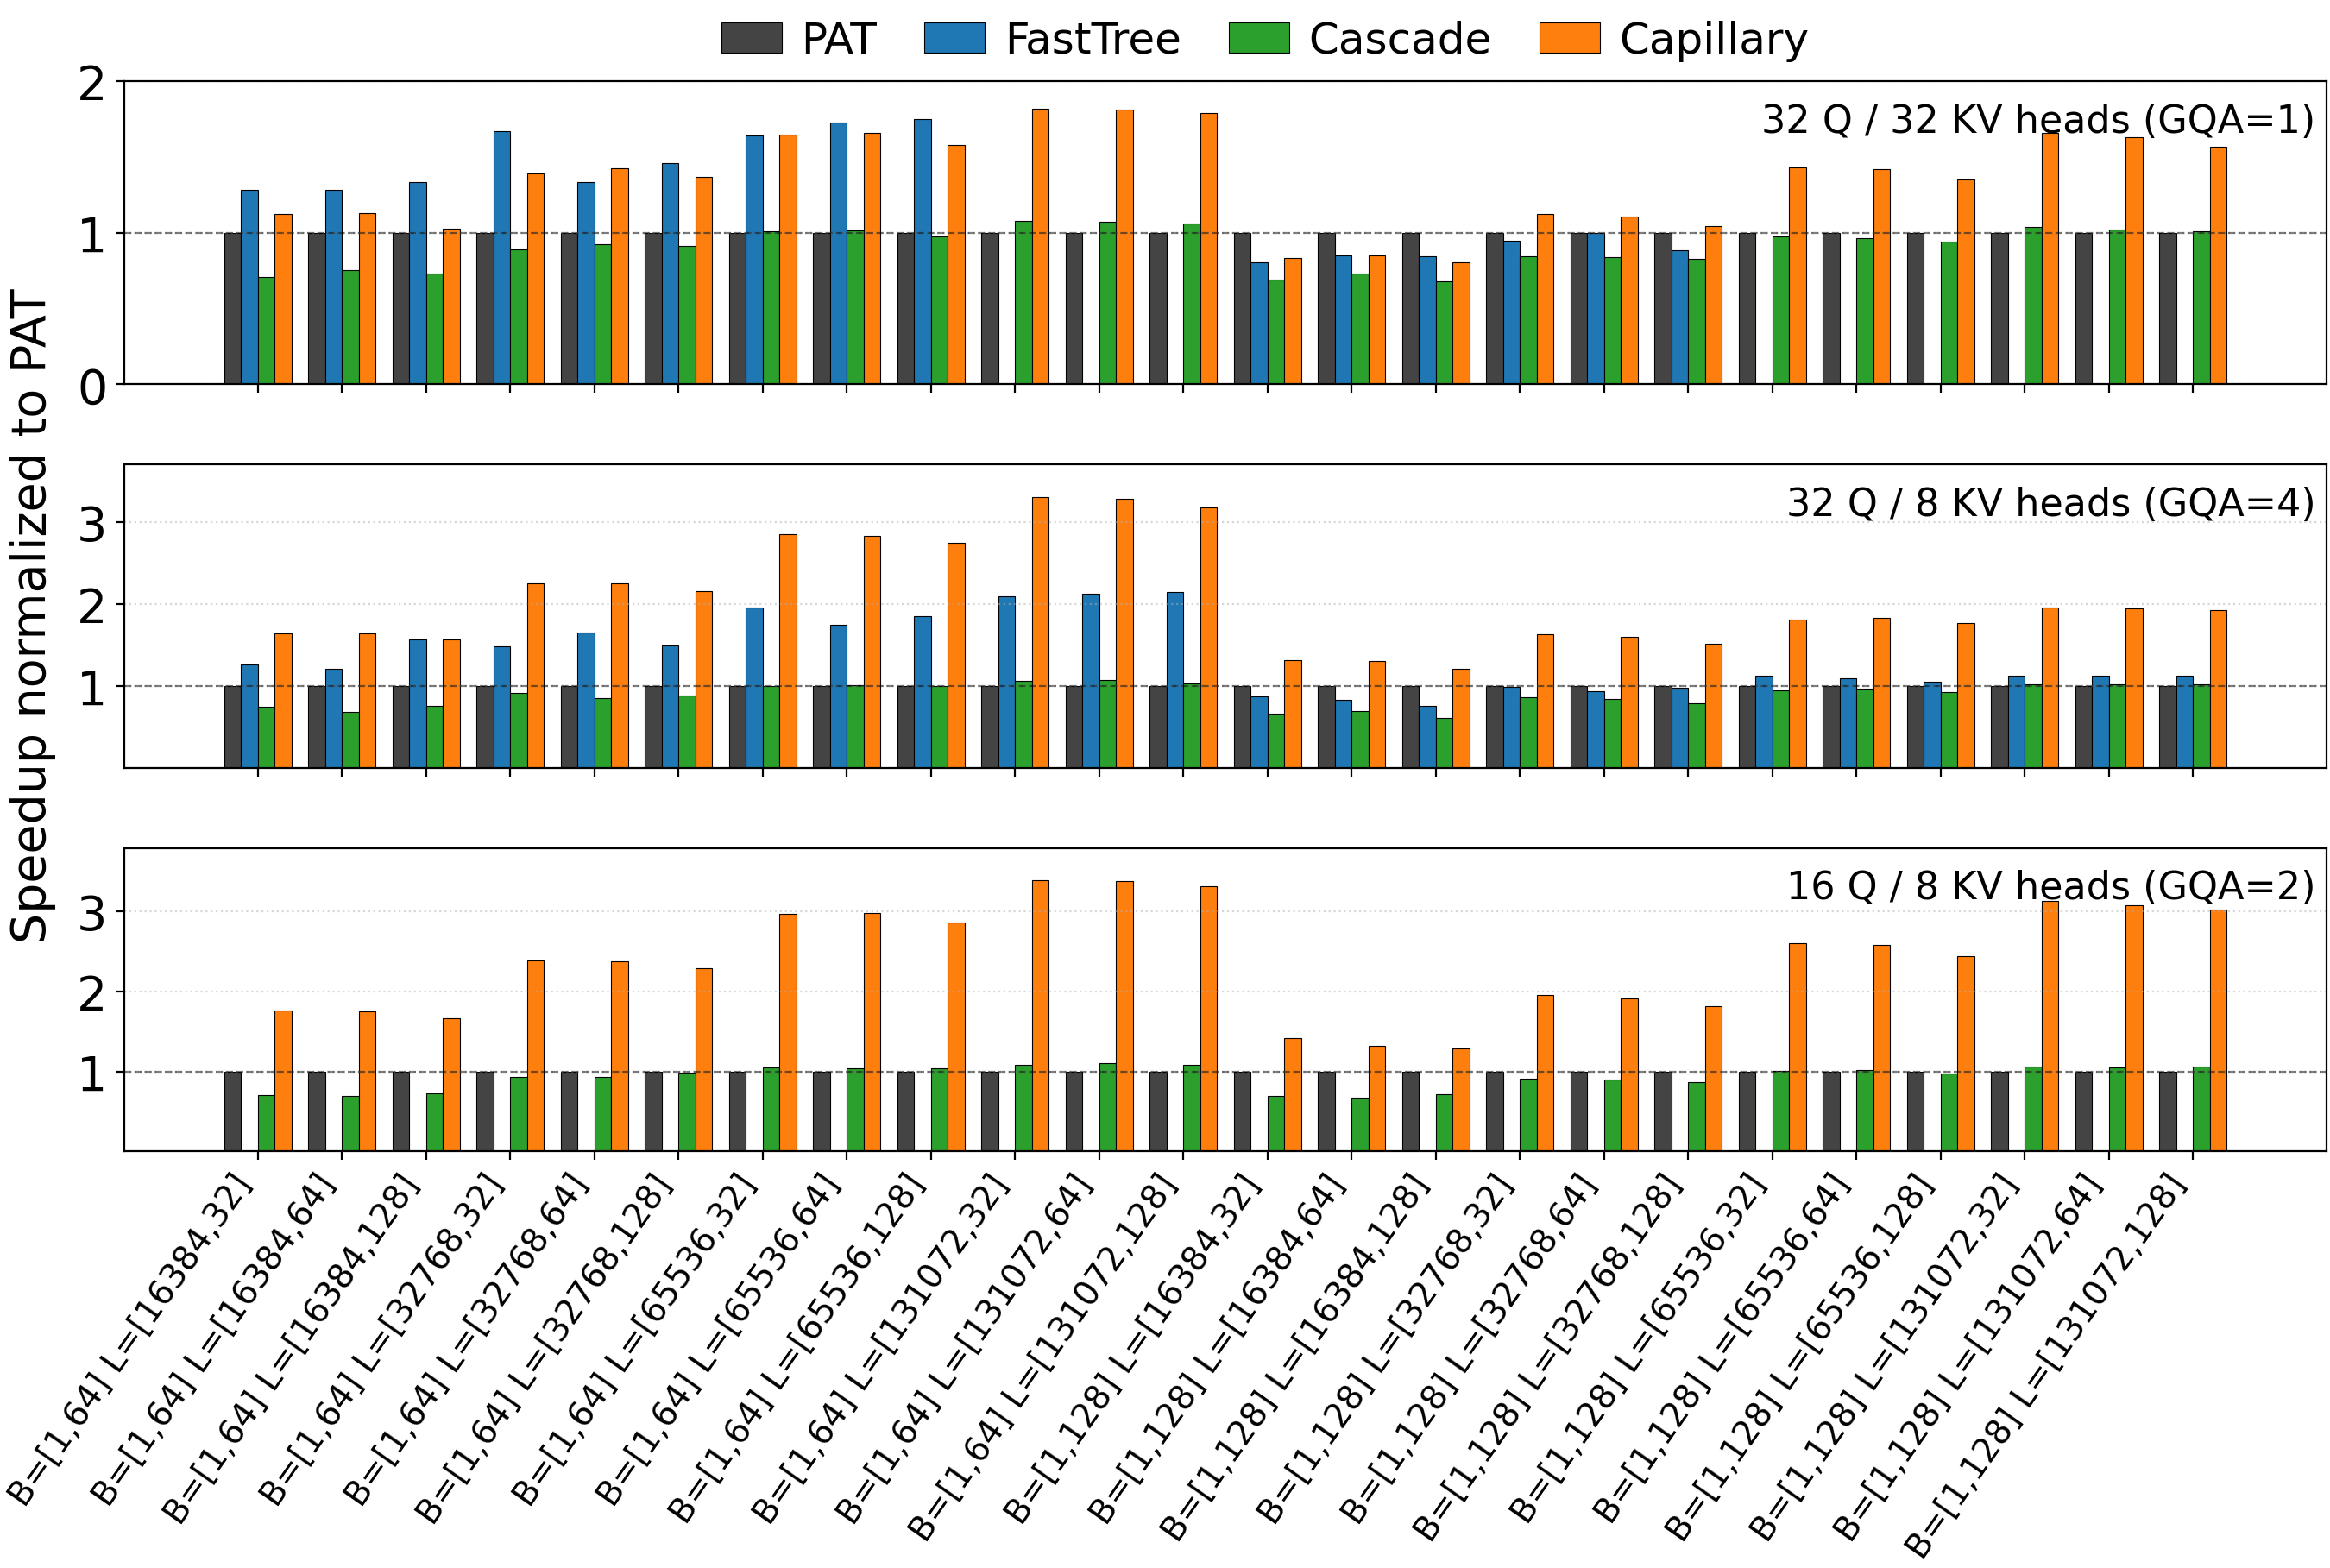 PAT FastTree Cascade Capillary
Speedup normalized to PAT
2
1
0
32 Q / 32 KV heads (GQA=1)
3
2
1
32 Q / 8 KV heads (GQA=4)
3
2
1
16 Q / 8 KV heads (GQA=2)
B=[1,64] L=[16384,32]
B=[1,64] L=[16384,64]
B=[1,64] L=[16384,128]
B=[1,64] L=[32768,32]
B=[1,64] L=[32768,64]
B=[1,64] L=[32768,128]
B=[1,64] L=[65536,32]
B=[1,64] L=[65536,64]
B=[1,64] L=[65536,128]
B=[1,64] L=[131072,32]
B=[1,64] L=[131072,64]
B=[1,64] L=[131072,128]
B=[1,128] L=[16384,32]
B=[1,128] L=[16384,64]
B=[1,128] L=[16384,128]
B=[1,128] L=[32768,32]
B=[1,128] L=[32768,64]
B=[1,128] L=[32768,128]
B=[1,128] L=[65536,32]
B=[1,128] L=[65536,64]
B=[1,128] L=[65536,128]
B=[1,128] L=[131072,32]
B=[1,128] L=[131072,64]
B=[1,128] L=[131072,128]